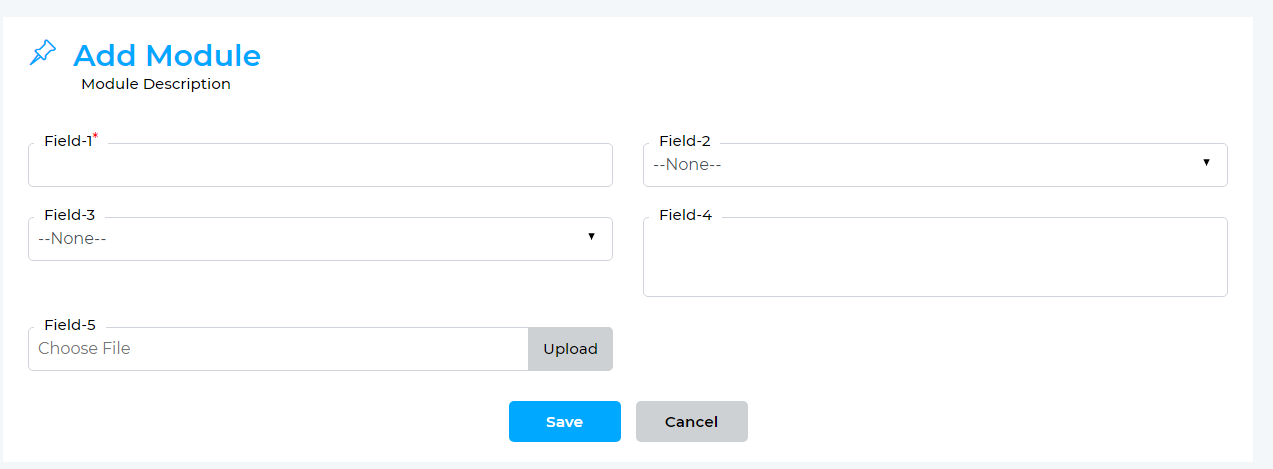 Add Module
Module Description
Field-1*
Field-2
--None--
Field-3
--None--
Field-4
Field-5
Choose File
Upload
Save
Cancel